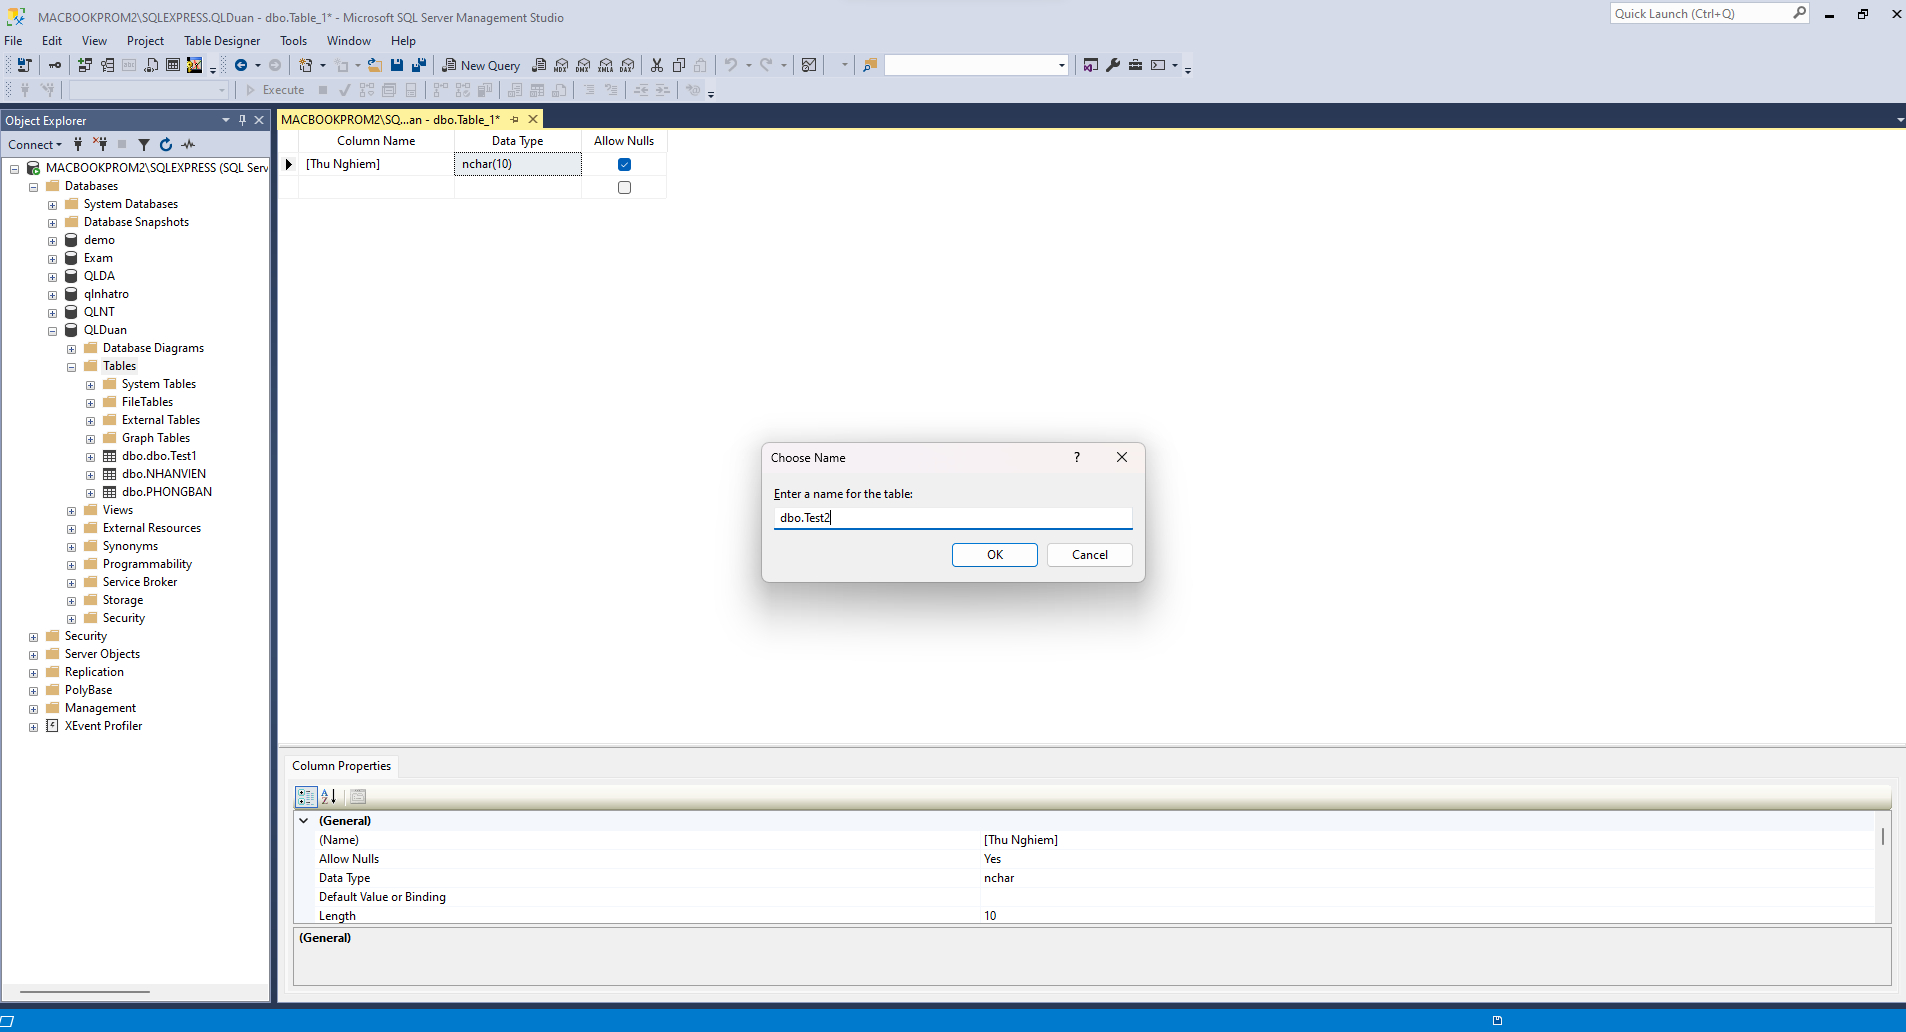 MACBOOKPROM2\SQLEXPRESS.QLDuan - dbo.Table_1* - Microsoft SQL Server Management Studio
Quick Launch (Ctrl+Q)
File Edit View Project Table Designer Tools Window Help
New Query
MDX DMX XMLA DAX
Execute
Object Explorer
MACBOOKPROM2\SQ...an - dbo.Table_1*
Connect
MACBOOKPROM2\SQLEXPRESS (SQL Serv
Databases
System Databases
Database Snapshots
demo
Exam
QLDA
qlnhatro
QLNT
QLDuan
Database Diagrams
Tables
System Tables
FileTables
External Tables
Graph Tables
dbo.dbo.Test1
dbo.NHANVIEN
dbo.PHONGBAN
Views
External Resources
Synonyms
Programmability
Service Broker
Storage
Security
Security
Server Objects
Replication
PolyBase
Management
XEvent Profiler
Column Name Data Type Allow Nulls
[Thu Nghiem] nchar(10)
Choose Name ?
Enter a name for the table:
dbo.Test2
OK Cancel
Column Properties
(General)
(Name) [Thu Nghiem]
Allow Nulls Yes
Data Type nchar
Default Value or Binding
Length 10
(General)